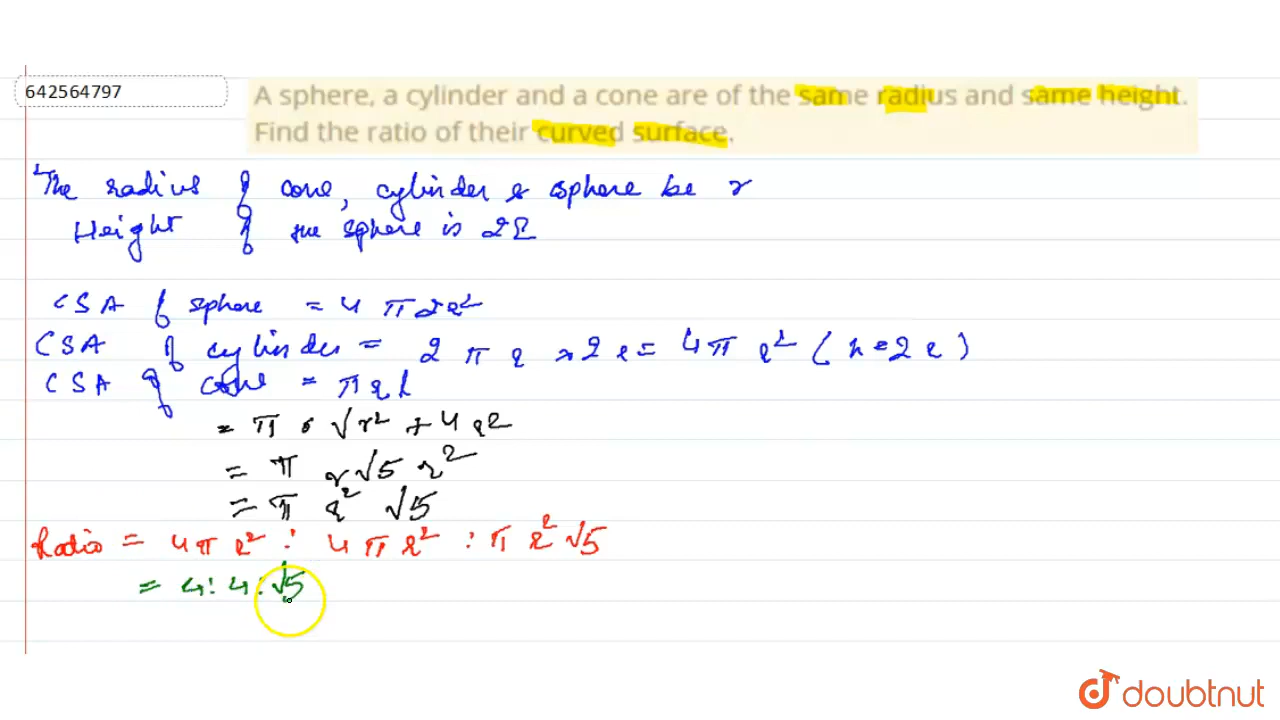 642564797
A sphere, a cylinder and a cone are of the same radius and same height.
Find the ratio of their curved surface.
The radius of cone, cylinder & sphere be r
Height of the sphere is 2r
CSA of sphere = 4πr²
CSA of cylinder = 2πr×2r = 4πr² (h=2r)
CSA of cone = πrl
= πr√r²+4r²
= πr√5r²
= πr²√5
Ratio = 4πr² : 4πr² : πr²√5
= 4:4:√5
doubtnut